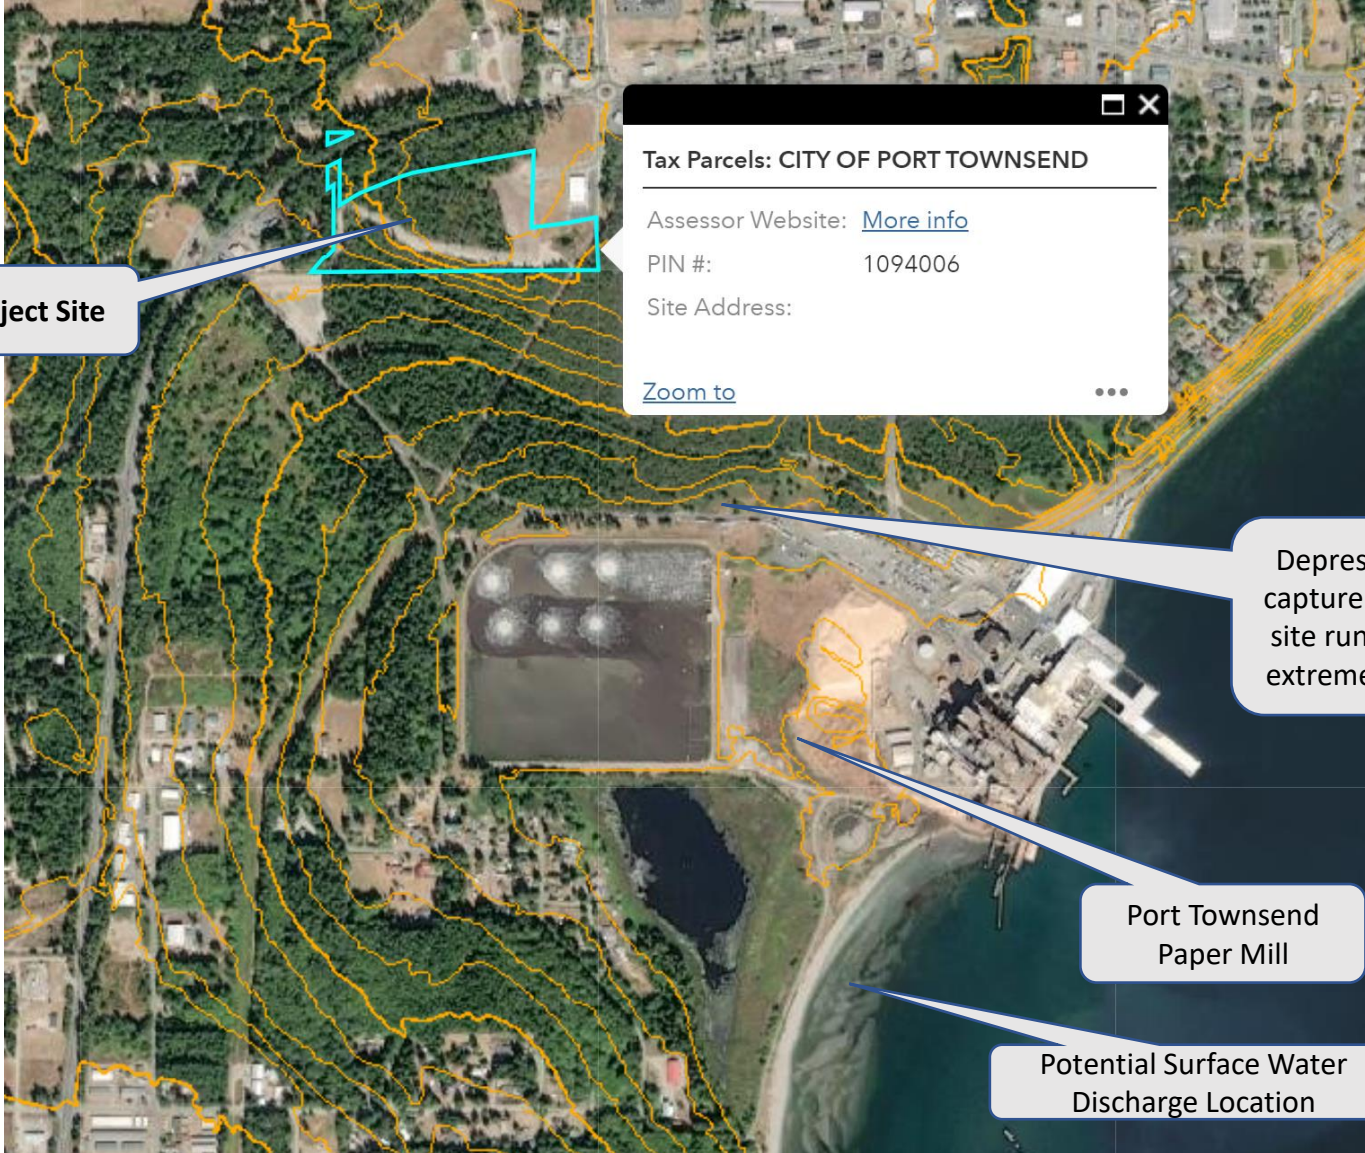 Tax Parcels: CITY OF PORT TOWNSEND
Assessor Website: More info
PIN #: 1094006
Site Address:
Zoom to
ject Site
Depres
capture
site run
extreme
Port Townsend
Paper Mill
Potential Surface Water
Discharge Location